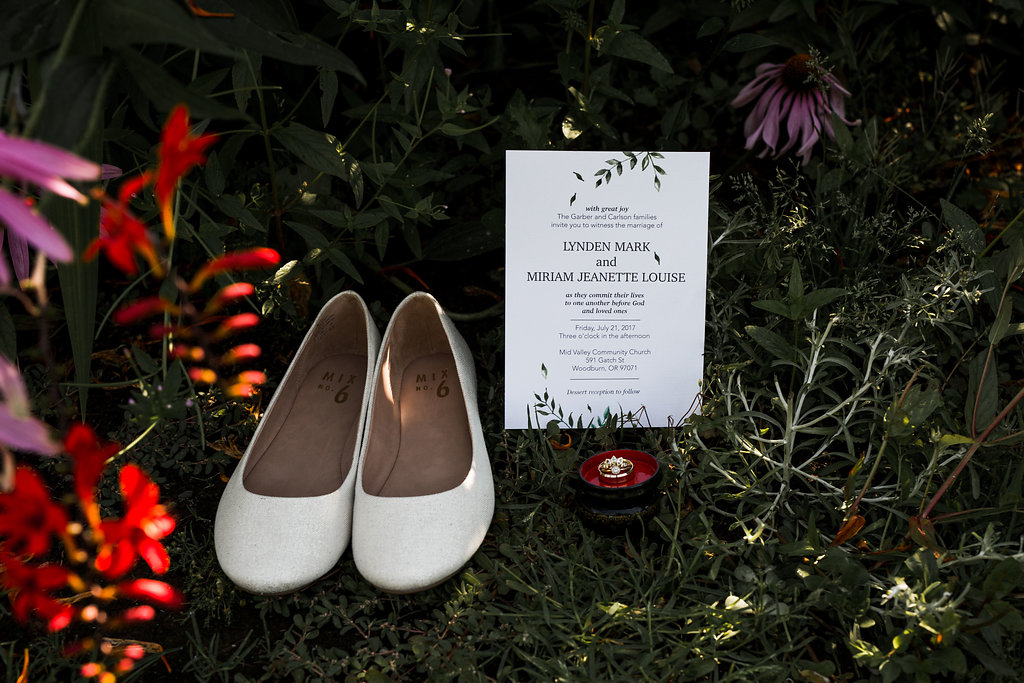 with great joy
The Garber and Carlson families
invite you to witness the marriage of
LYNDEN MARK
and
MIRIAM JEANETTE LOUISE
as they commit their lives
to one another before God
and loved ones
Friday, July 21, 2017
Three o'clock in the afternoon
Mid Valley Community Church
591 Gatch St
Woodburn, OR 97071
Dessert reception to follow
MIX
NO. 6
MIX
NO. 6